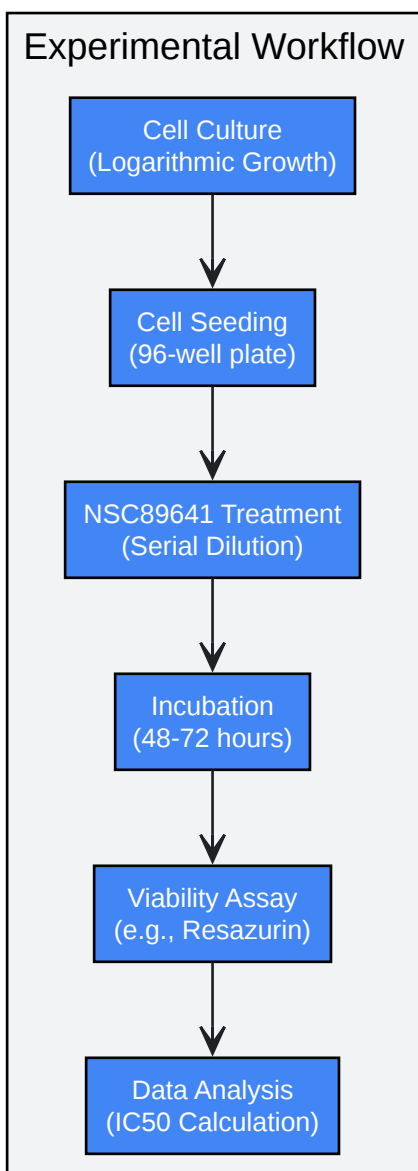 Experimental Workflow
Cell Culture
(Logarithmic Growth)
Cell Seeding
(96-well plate)
NSC89641 Treatment
(Serial Dilution)
Incubation
(48-72 hours)
Viability Assay
(e.g., Resazurin)
Data Analysis
(IC50 Calculation)